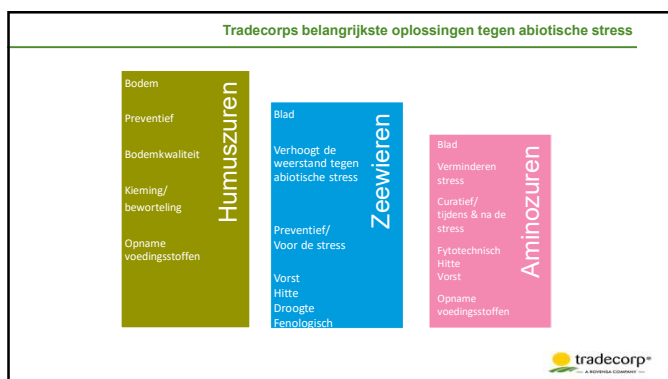 Tradecorps belangrijkste oplossingen tegen abiotische stress
Humuszuren
Bodem
Preventief
Bodemkwaliteit
Kieming/
beworteling
Opname
voedingsstoffen
Zeewieren
Blad
Verhoogt de
weerstand tegen
abiotische stress
Preventief/
Voor de stress
Vorst
Hitte
Droogte
Fenologisch
Aminozuren
Blad
Verminderen
stress
Curatief/
tijdens & na de
stress
Fytotechnisch
Hitte
Vorst
Opname
voedingsstoffen
tradecorp®
A ROVENSA COMPANY